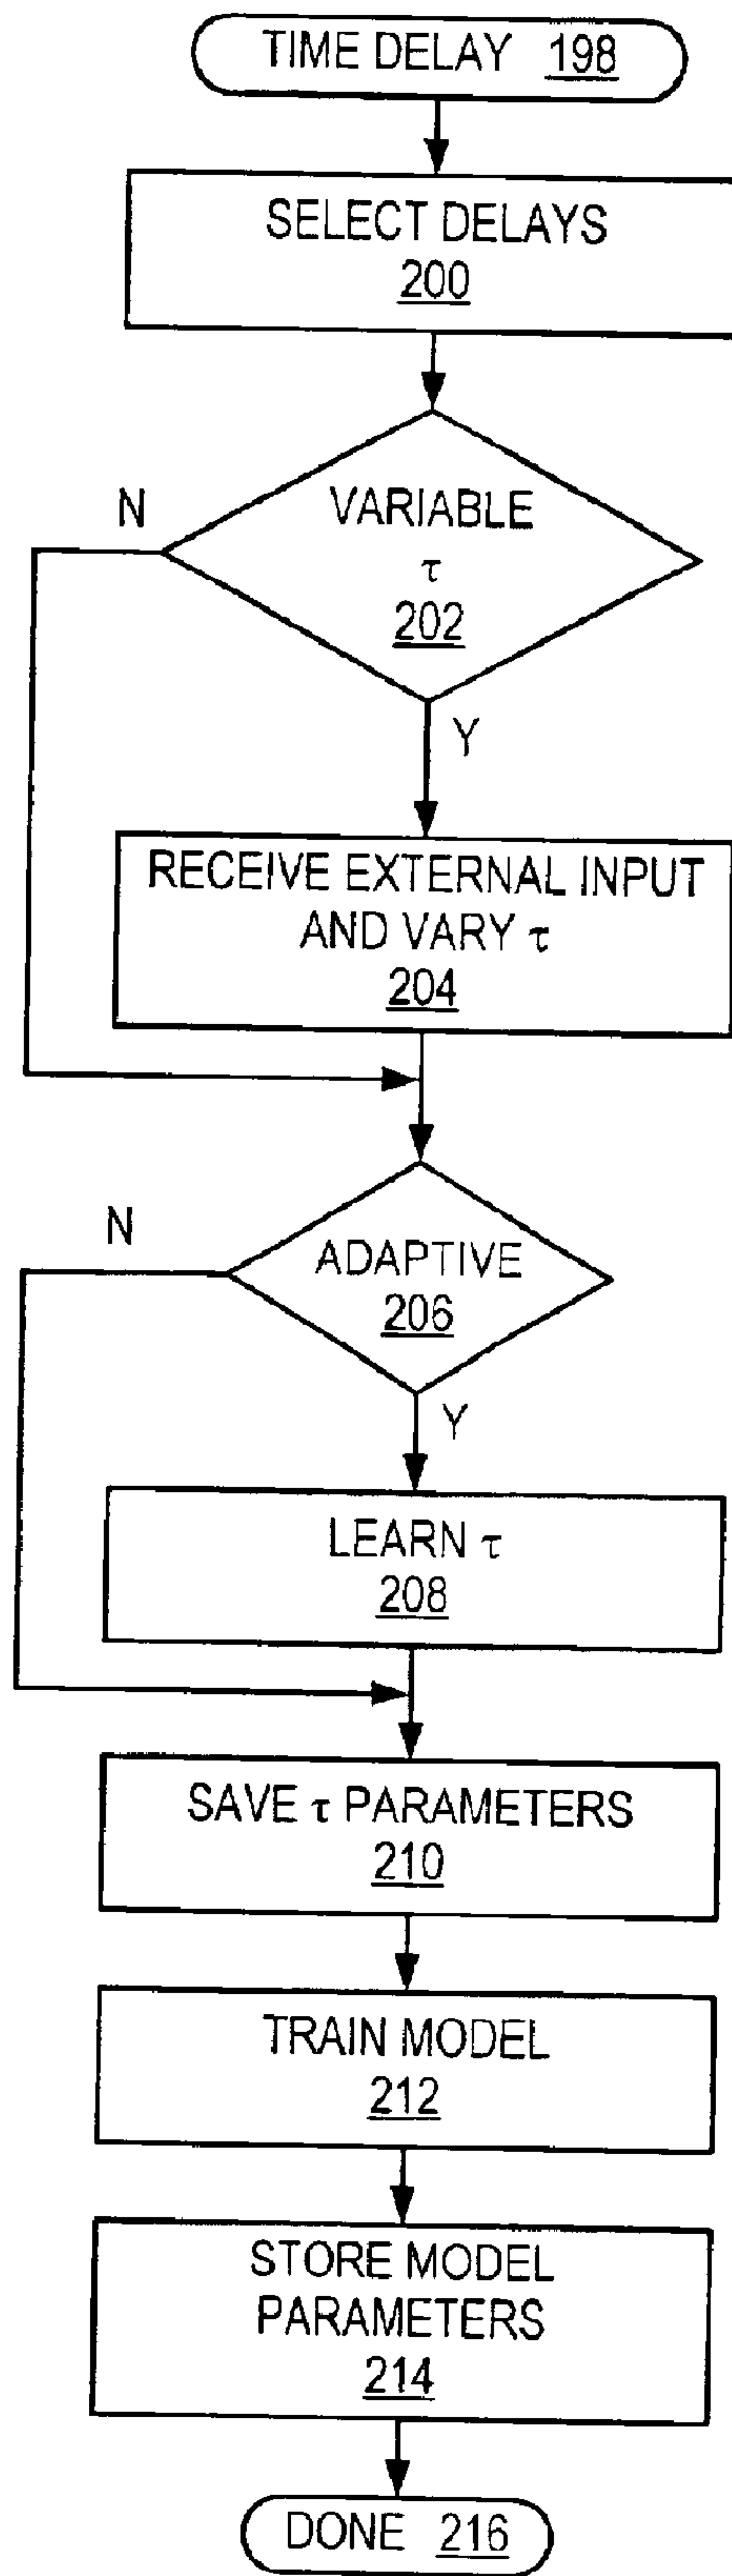 TIME DELAY 198
SELECT DELAYS
200
N
VARIABLE
τ
202
Y
RECEIVE EXTERNAL INPUT
AND VARY τ
204
N
ADAPTIVE
206
Y
LEARN τ
208
SAVE τ PARAMETERS
210
TRAIN MODEL
212
STORE MODEL
PARAMETERS
214
DONE 216